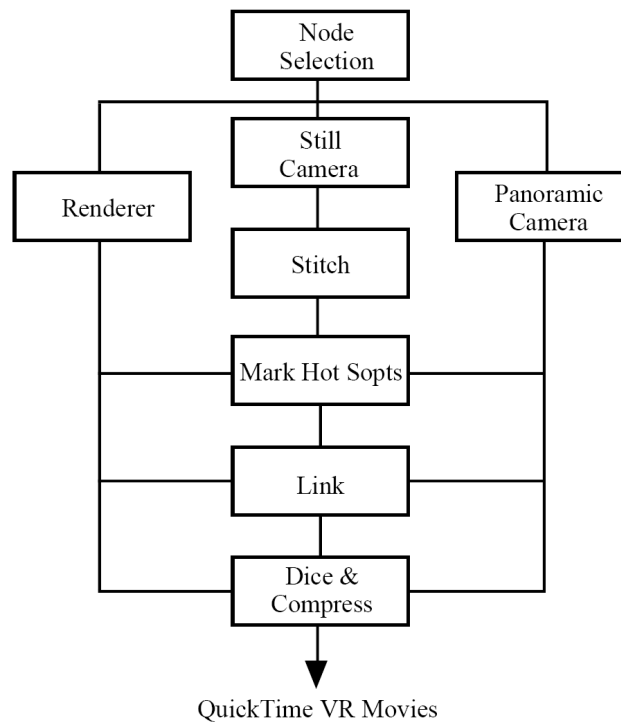 Node
Selection
Still
Camera
Renderer
Panoramic
Camera
Stitch
Mark Hot Sopts
Link
Dice &
Compress
QuickTime VR Movies